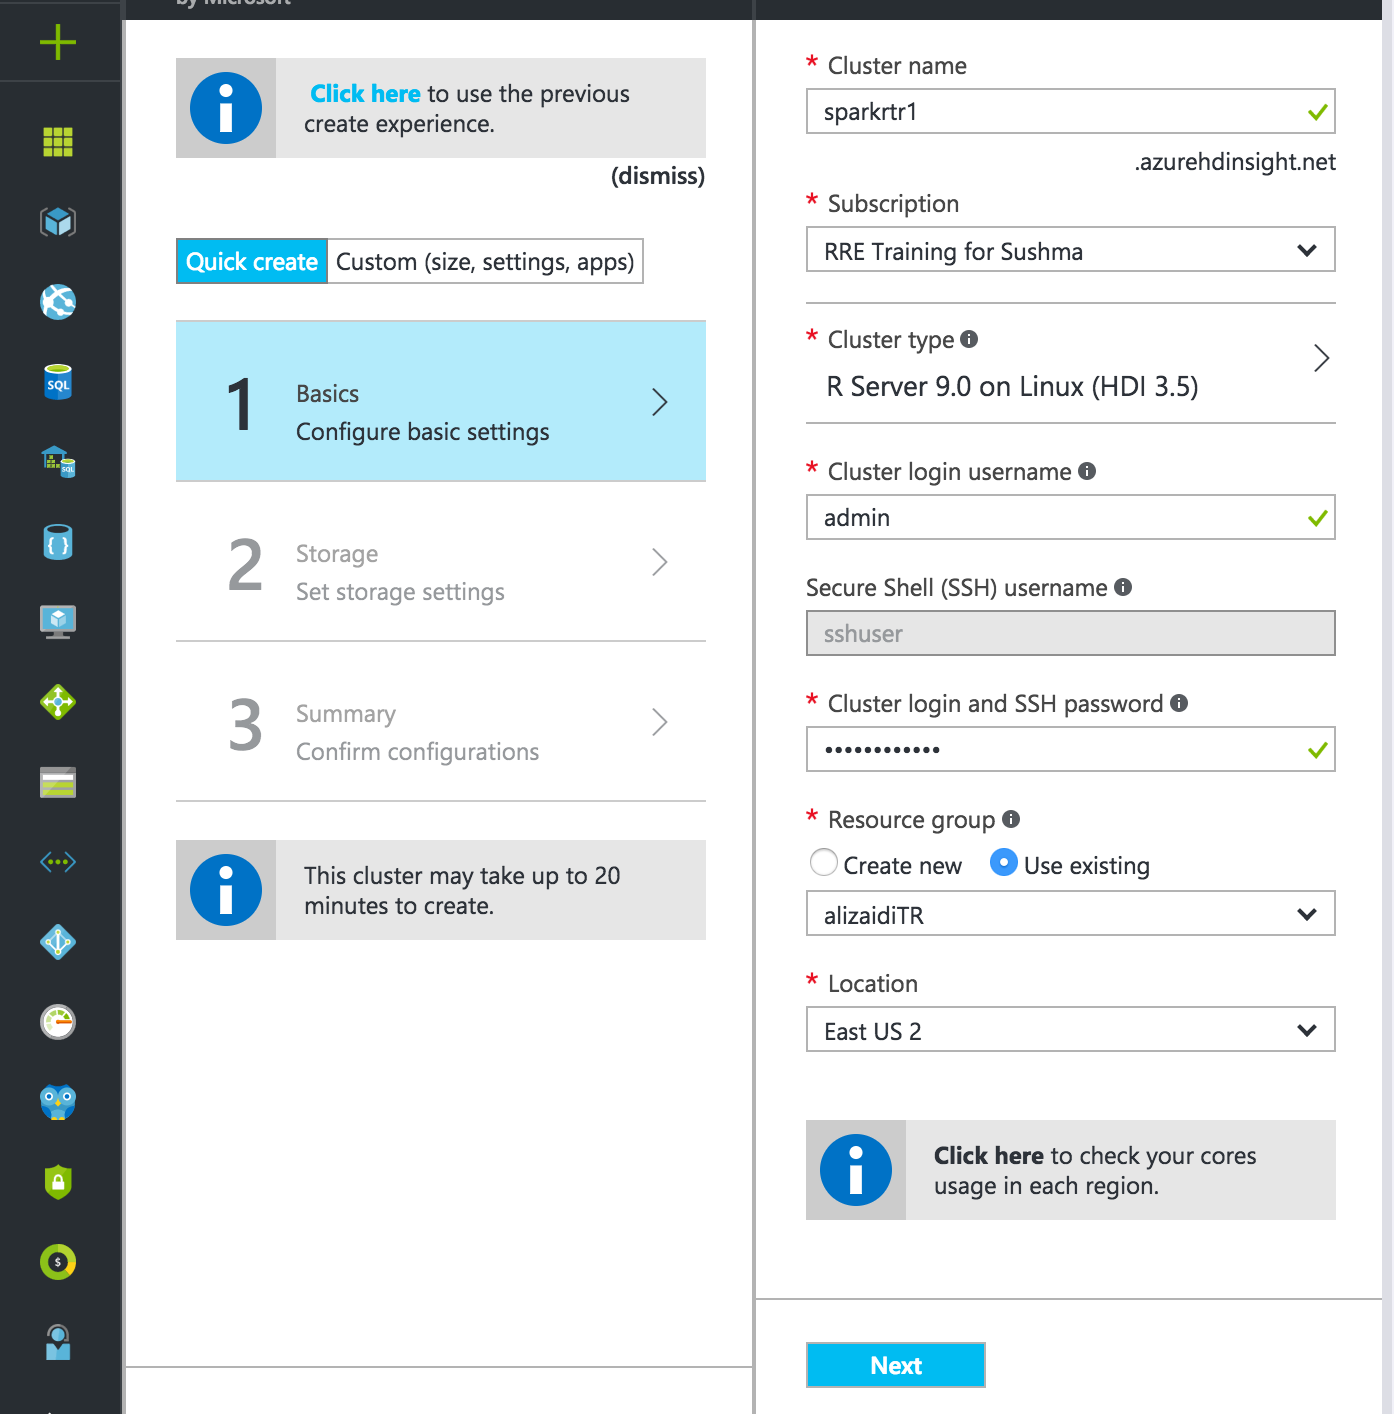 by Microsoft
Click here to use the previous
create experience.
(dismiss)
Quick create Custom (size, settings, apps)
1 Basics
Configure basic settings
2 Storage
Set storage settings
3 Summary
Confirm configurations
This cluster may take up to 20
minutes to create.
* Cluster name
sparkrtr1
.azurehdinsight.net
* Subscription
RRE Training for Sushma
* Cluster type
R Server 9.0 on Linux (HDI 3.5)
* Cluster login username
admin
Secure Shell (SSH) username
sshuser
* Cluster login and SSH password
••••••••••••
* Resource group
Create new Use existing
alizaidiTR
* Location
East US 2
Click here to check your cores
usage in each region.
Next
SQL
SQL
{ }
$